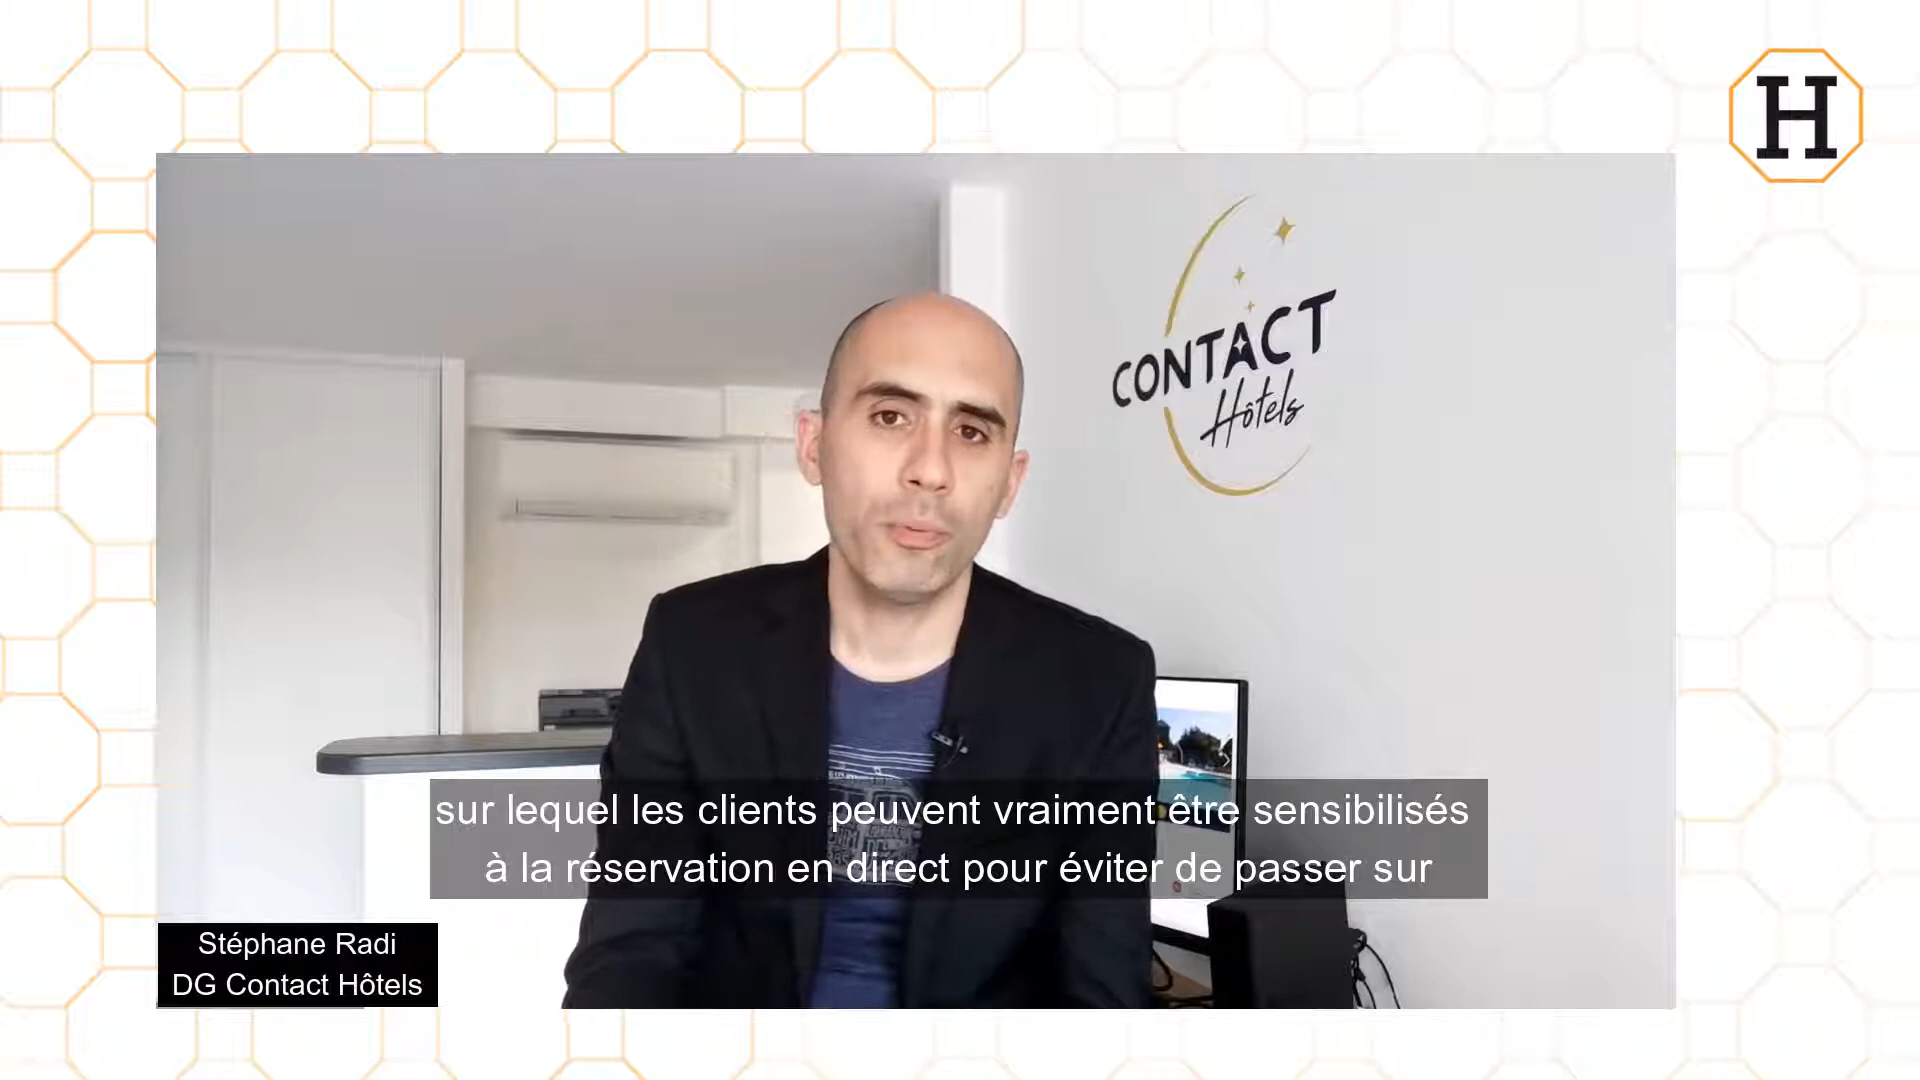 H
CONTACT
Hôtels
sur lequel les clients peuvent vraiment être sensibilisés
à la réservation en direct pour éviter de passer sur
Stéphane Radi
DG Contact Hôtels